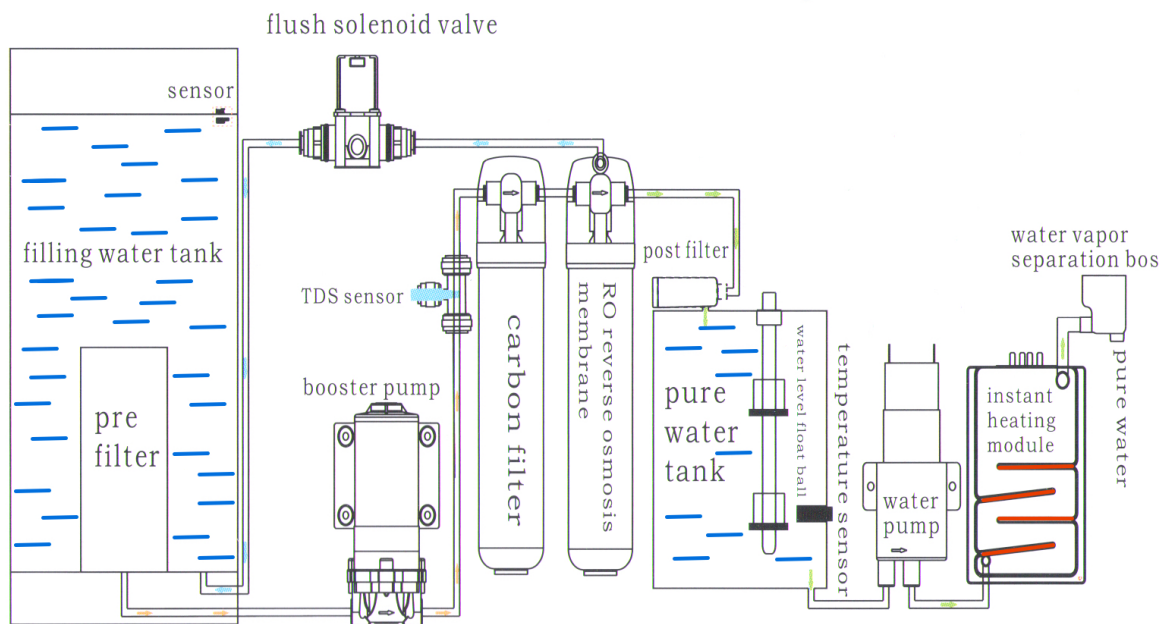 flush solenoid valve
sensor
filling water tank
pre
filter
TDS sensor
booster pump
carbon filter
RO reverse osmosis
membrane
post filter
pure
water
tank
water level float ball
temperature sensor
water
pump
instant
heating
module
water vapor
separation bos
pure water